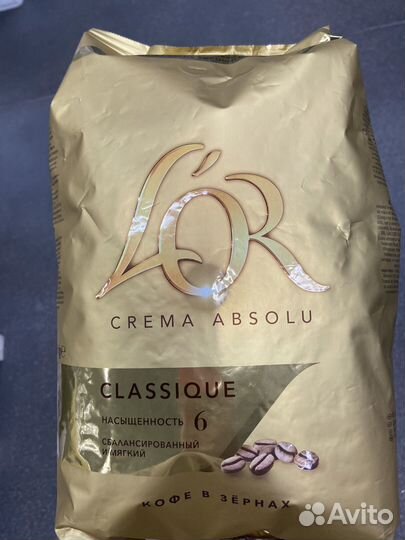 L'OR
CREMA ABSOLU
CLASSIQUE
НАСЫЩЕННОСТЬ 6
СБАЛАНСИРОВАННЫЙ
И МЯГКИЙ
КОФЕ В ЗЁРНАХ
Avito